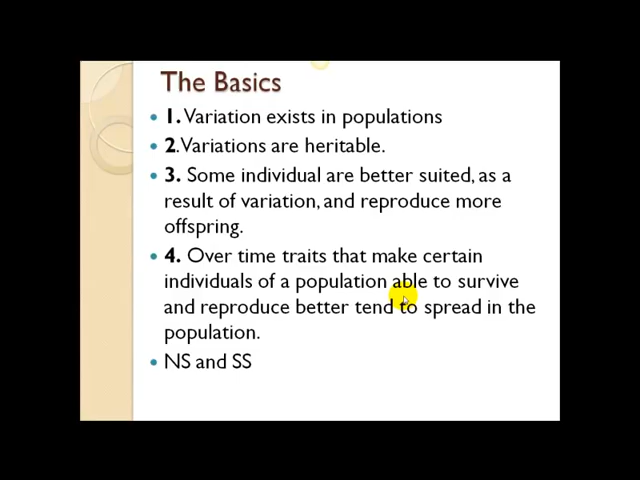 The Basics
• 1. Variation exists in populations
• 2.Variations are heritable.
• 3. Some individual are better suited, as a
result of variation, and reproduce more
offspring.
• 4. Over time traits that make certain
individuals of a population able to survive
and reproduce better tend to spread in the
population.
• NS and SS